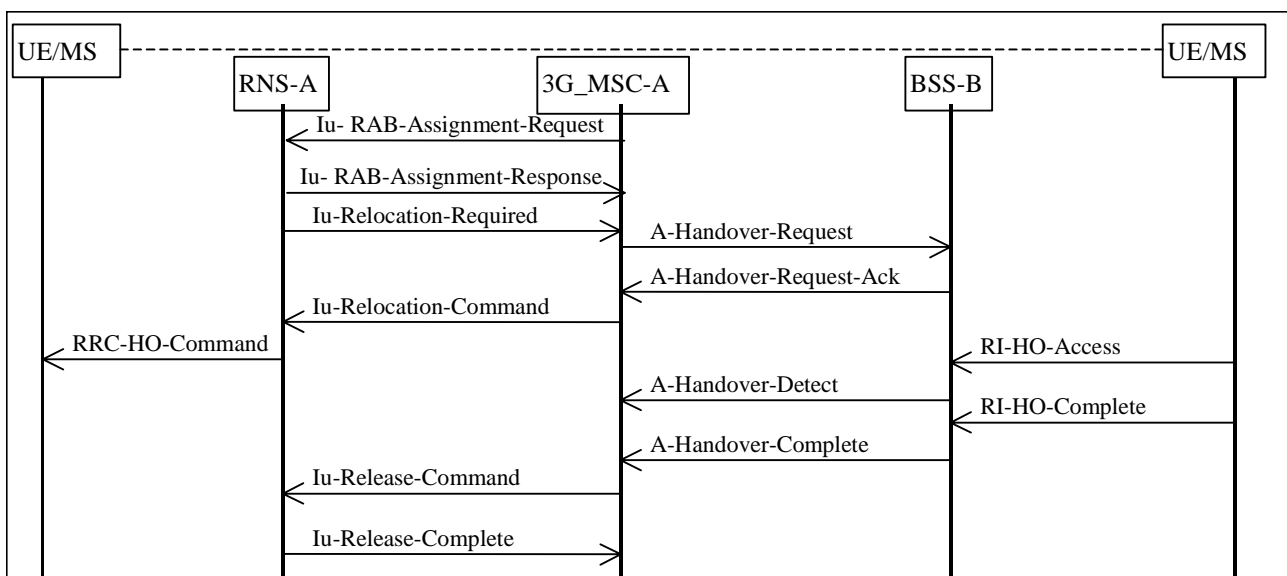 UE/MS
UE/MS
RNS-A
3G_MSC-A
BSS-B
Iu- RAB-Assignment-Request
Iu- RAB-Assignment-Response
Iu-Relocation-Required
A-Handover-Request
A-Handover-Request-Ack
Iu-Relocation-Command
RRC-HO-Command
RI-HO-Access
A-Handover-Detect
RI-HO-Complete
A-Handover-Complete
Iu-Release-Command
Iu-Release-Complete